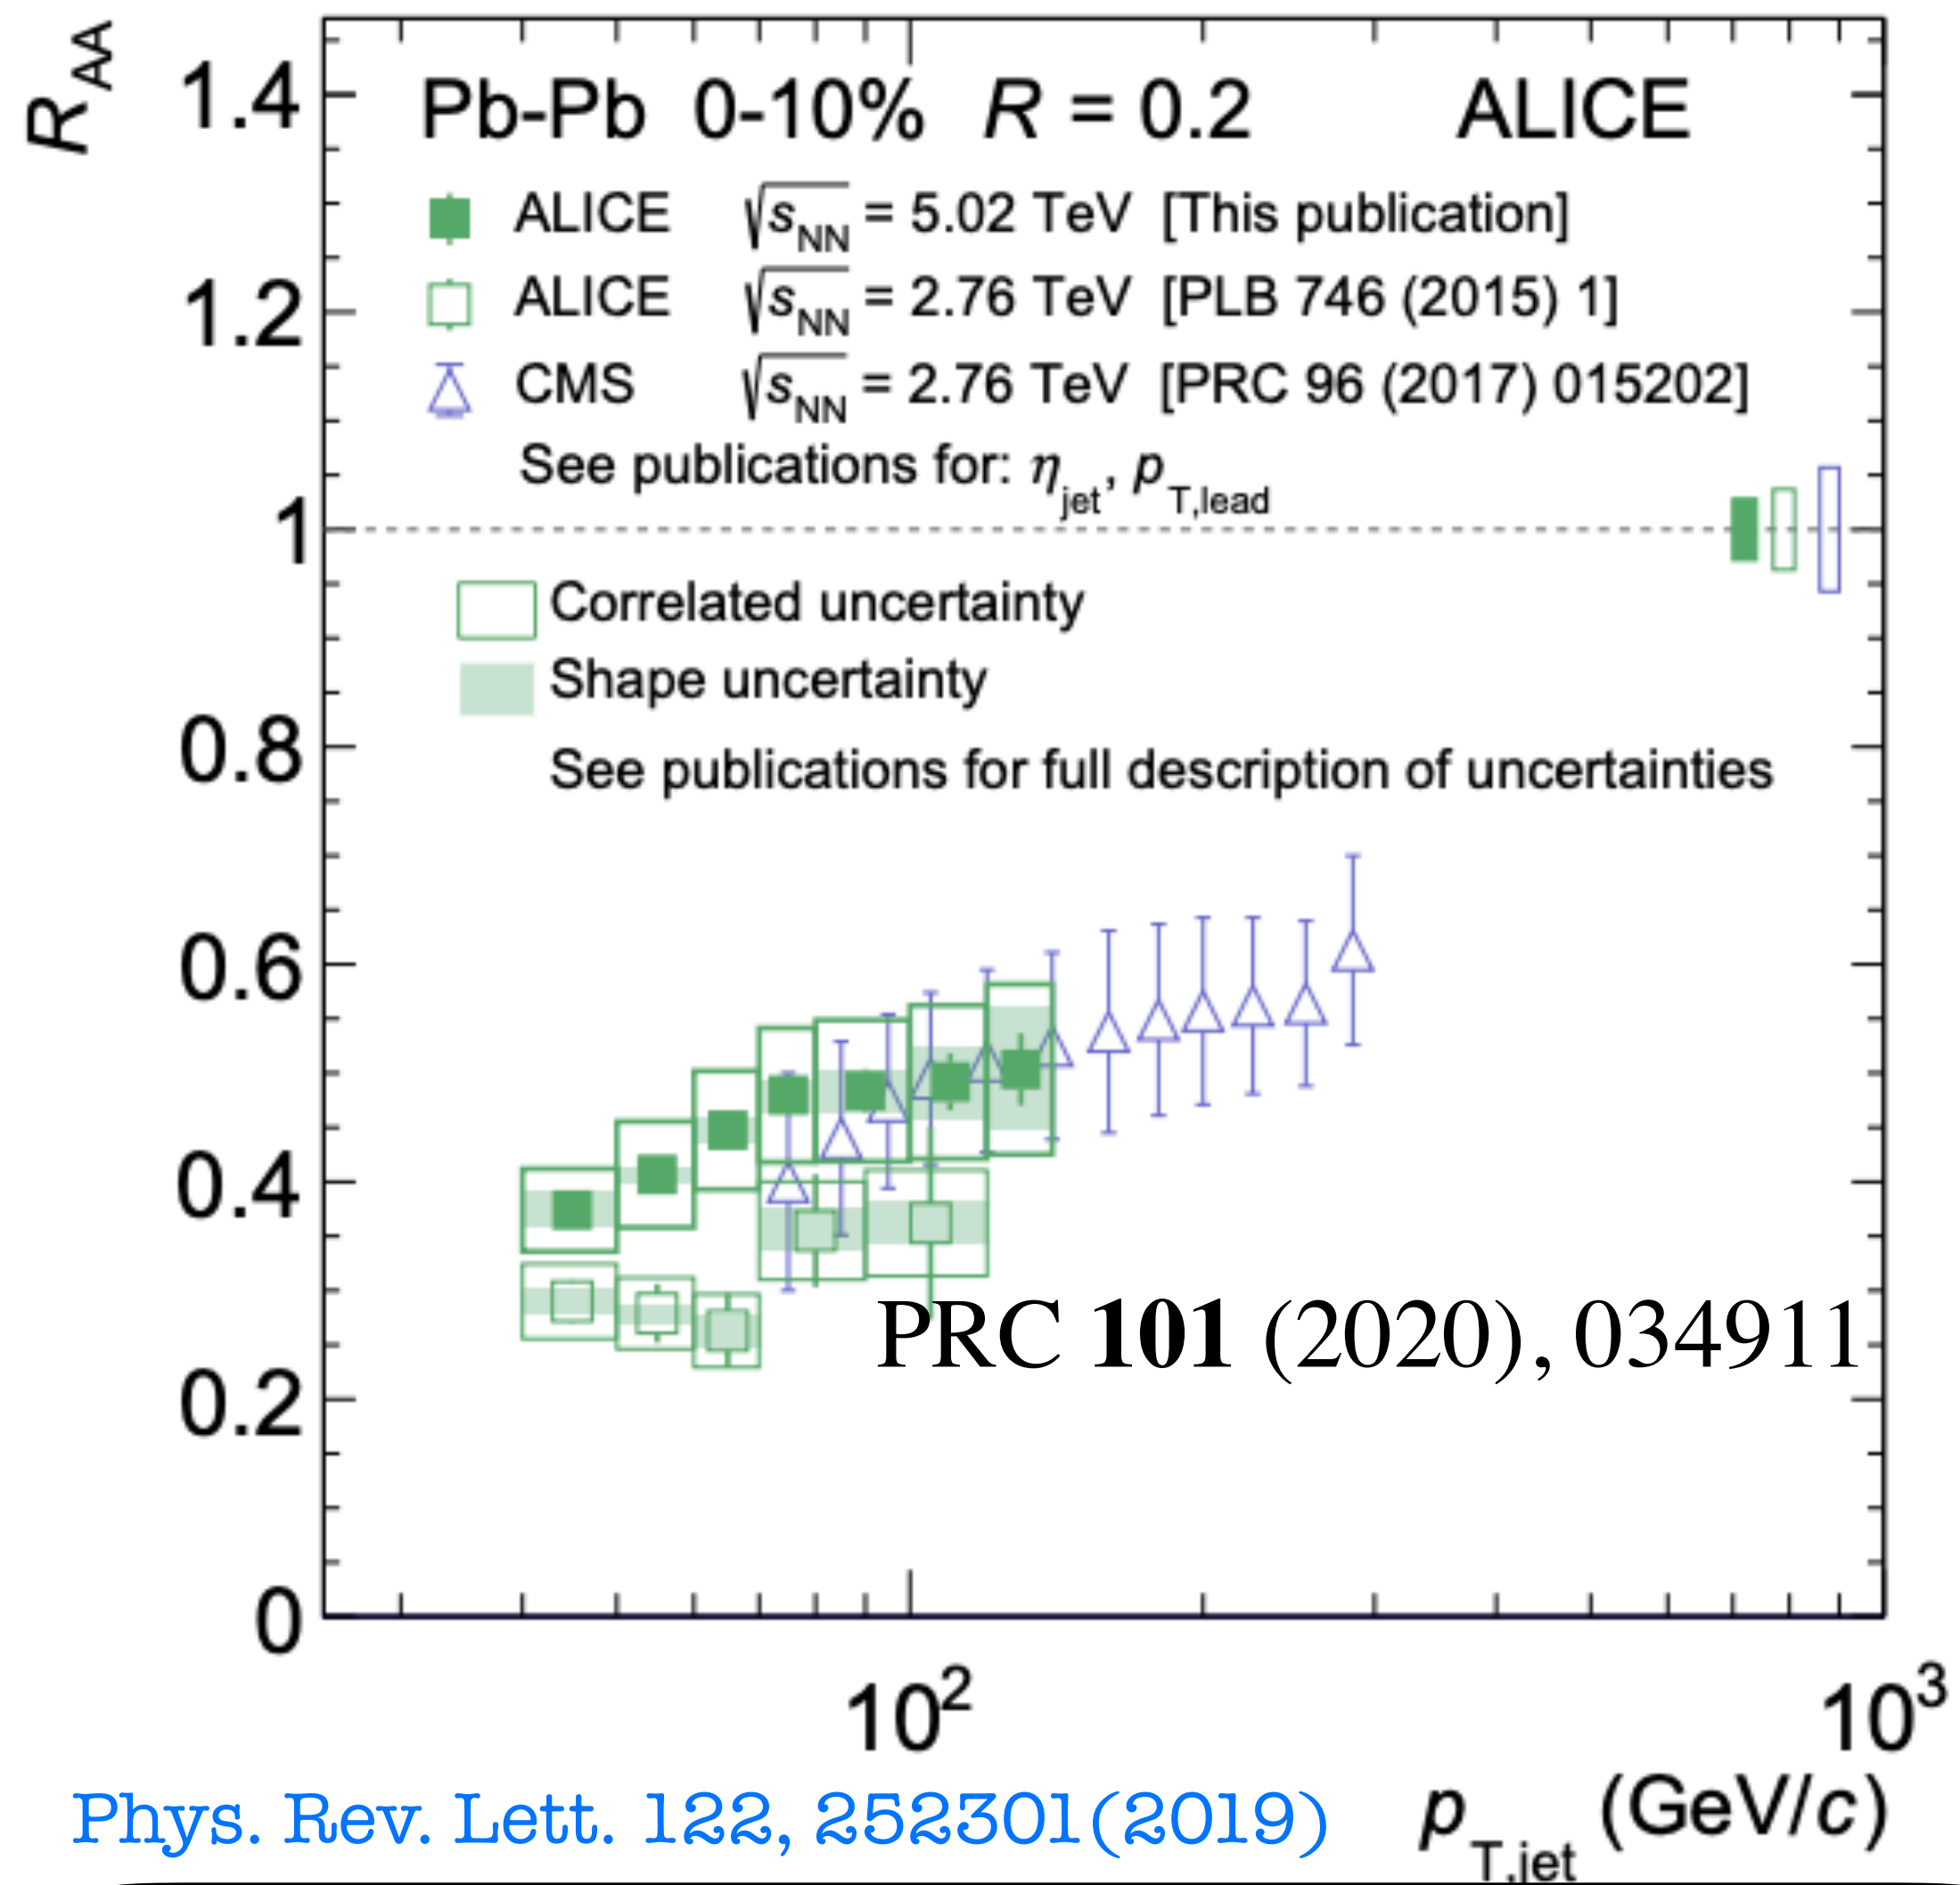 R_AA
1.4
Pb-Pb 0-10% R = 0.2 ALICE
ALICE √s_NN = 5.02 TeV [This publication]
1.2
ALICE √s_NN = 2.76 TeV [PLB 746 (2015) 1]
CMS √s_NN = 2.76 TeV [PRC 96 (2017) 015202]
See publications for: η_jet, p_T,lead
1
Correlated uncertainty
Shape uncertainty
0.8
See publications for full description of uncertainties
0.6
0.4
PRC 101 (2020), 034911
0.2
0
10² 10³
Phys. Rev. Lett. 122, 252301(2019)
p_T,jet (GeV/c)